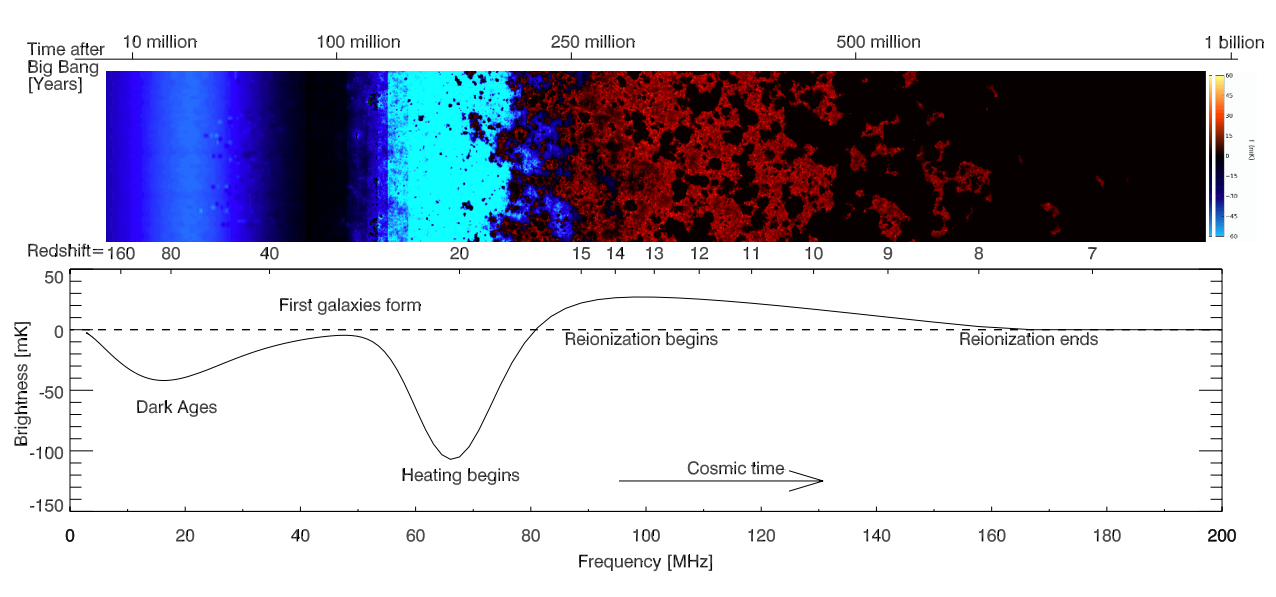 Time after
Big Bang
[Years]
10 million 100 million 250 million 500 million 1 billion
60
45
30
15
0
−15
−30
−45
−60
T (mK)
Redshift= 160 80 40 20 15 14 13 12 11 10 9 8 7
50
0
-50
-100
-150
Brightness [mK]
First galaxies form
Reionization begins
Reionization ends
Dark Ages
Heating begins
Cosmic time
0 20 40 60 80 100 120 140 160 180 200
Frequency [MHz]